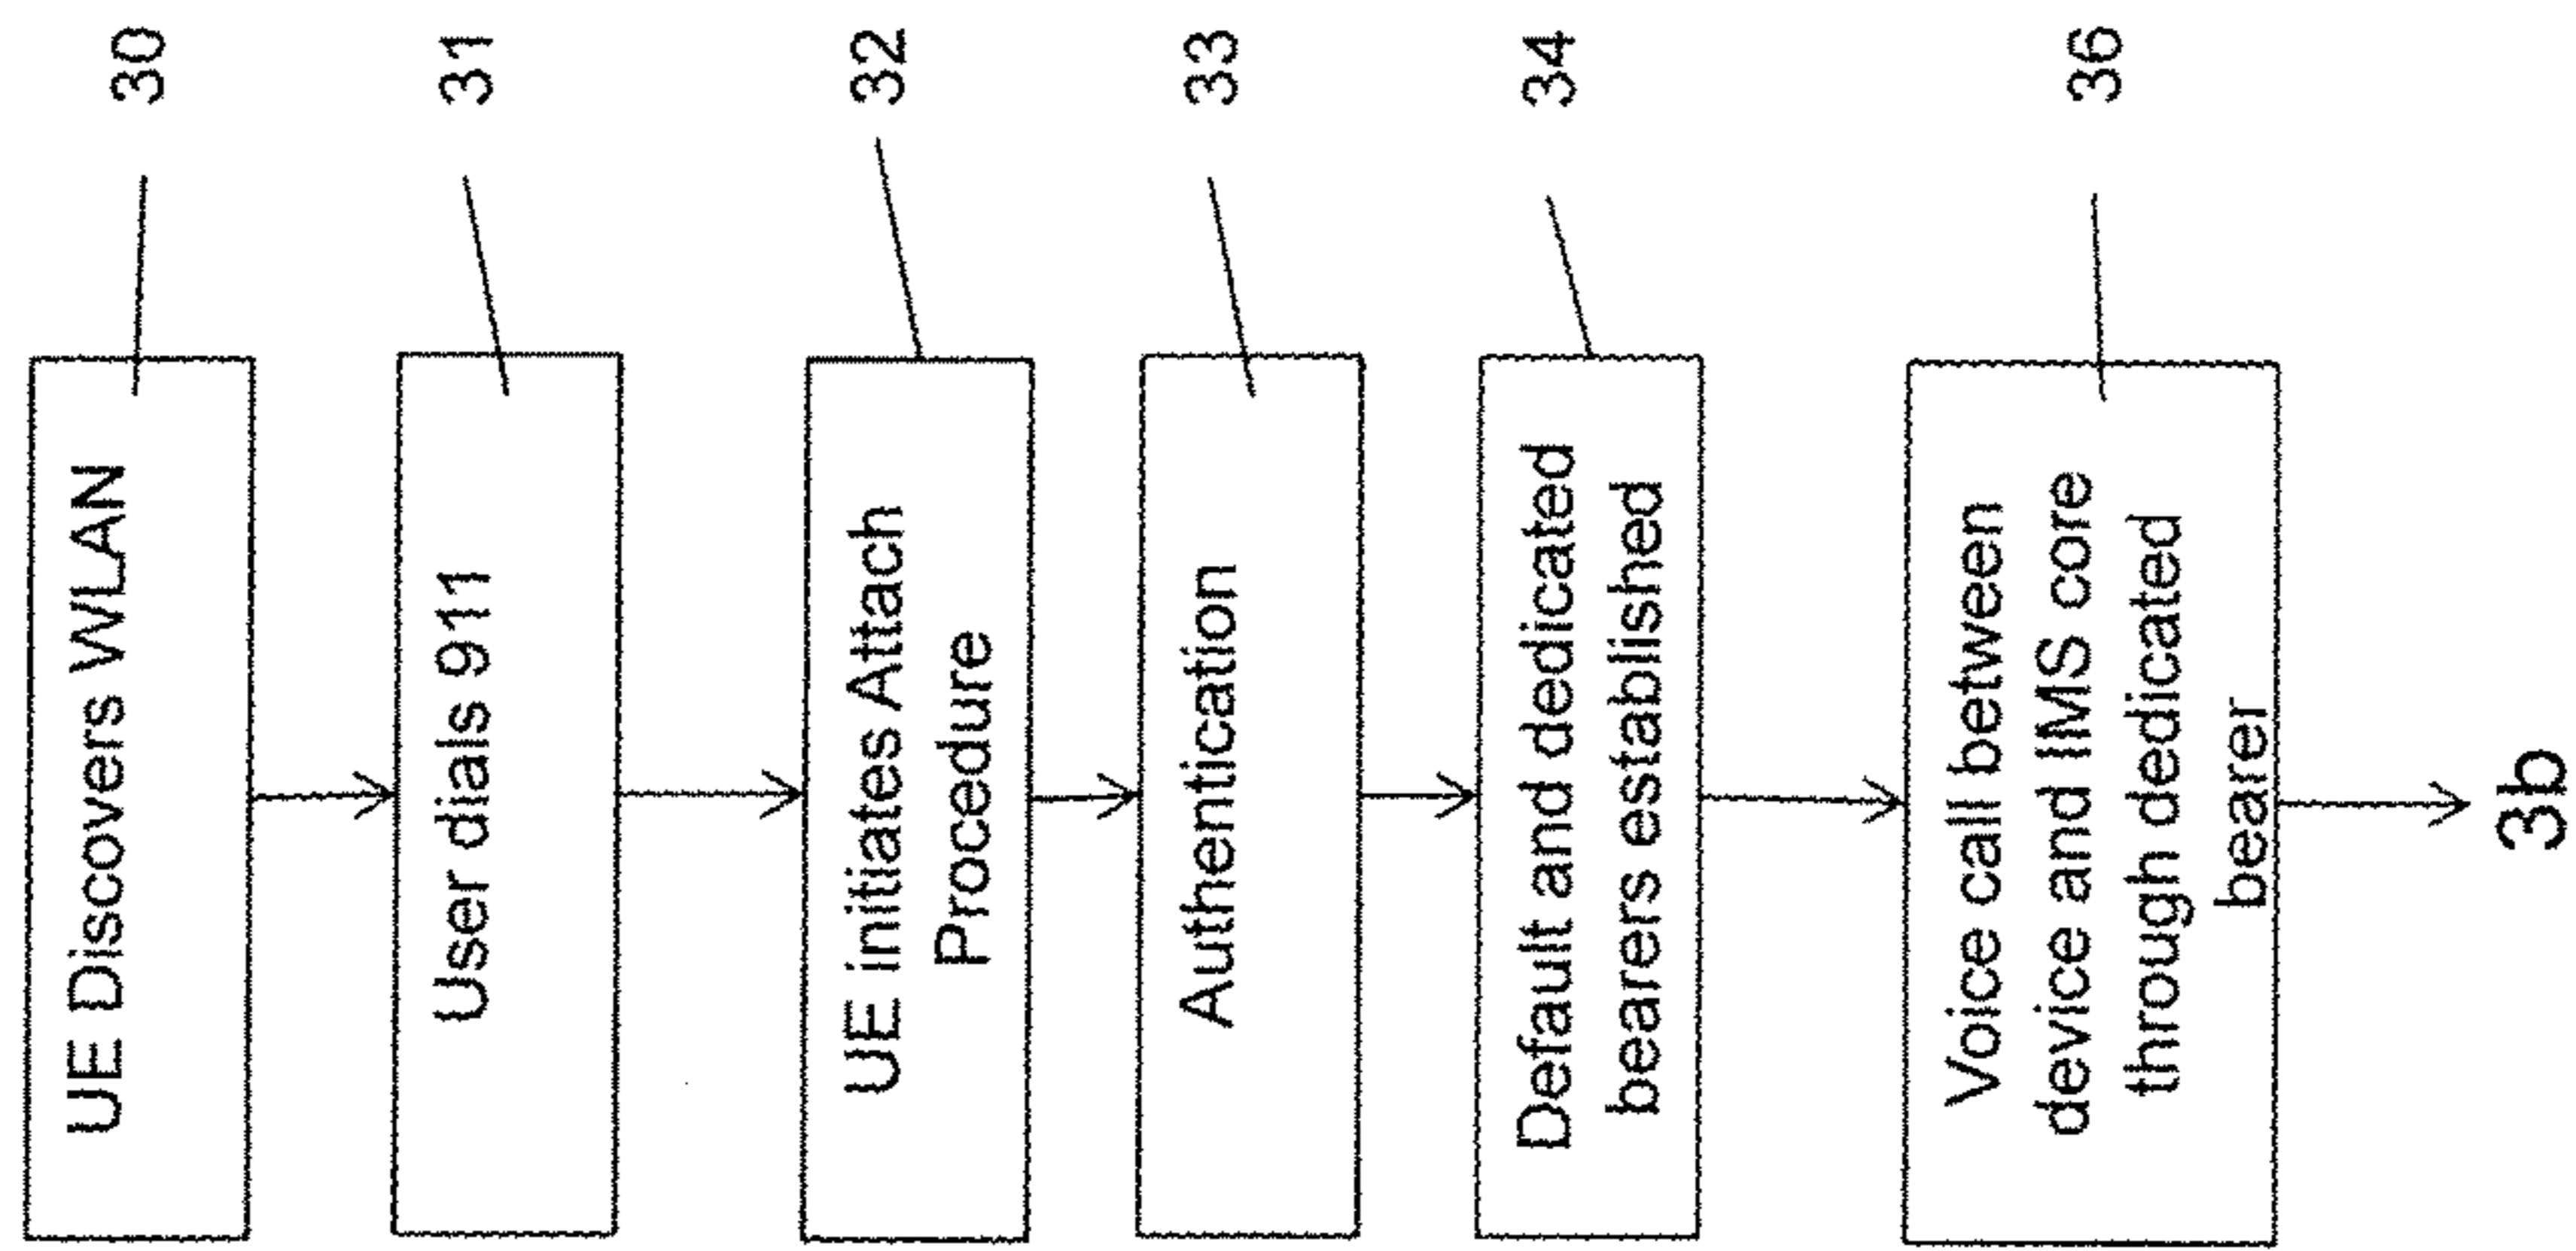 UE Discovers WLAN
30
User dials 911
31
UE initiates Attach
Procedure
32
Authentication
33
Default and dedicated
bearers established
34
Voice call between
device and IMS core
through dedicated
bearer
36
3b